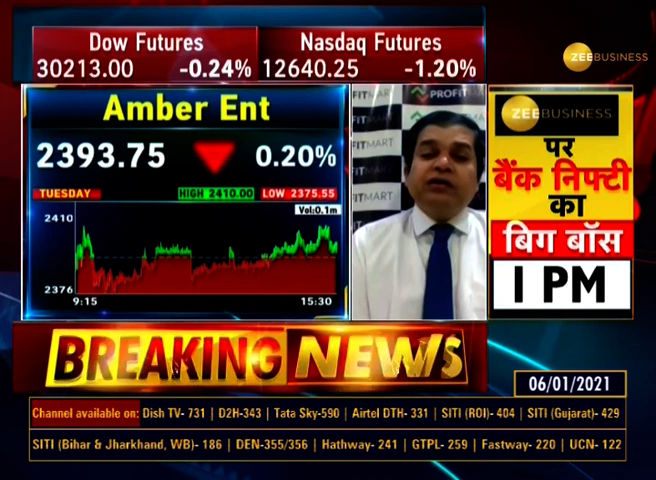 Dow Futures
30213.00 -0.24%
Nasdaq Futures
12640.25 -1.20%
ZEEBUSINESS
Amber Ent
2393.75 0.20%
TUESDAY HIGH 2410.00 LOW 2375.55
Vol:0.1m
2410
2376
9:15 15:30
PROFITMART
FITMART
ZEEBUSINESS
पर
बैंक निफ्टी
का
बिग बॉस
1 PM
BREAKING NEWS
06/01/2021
Channel available on: Dish TV- 731 | D2H-343 | Tata Sky-590 | Airtel DTH- 331 | SITI (ROI)- 404 | SITI (Gujarat)- 429
SITI (Bihar & Jharkhand, WB)- 186 | DEN-355/356 | Hathway- 241 | GTPL- 259 | Fastway- 220 | UCN- 122